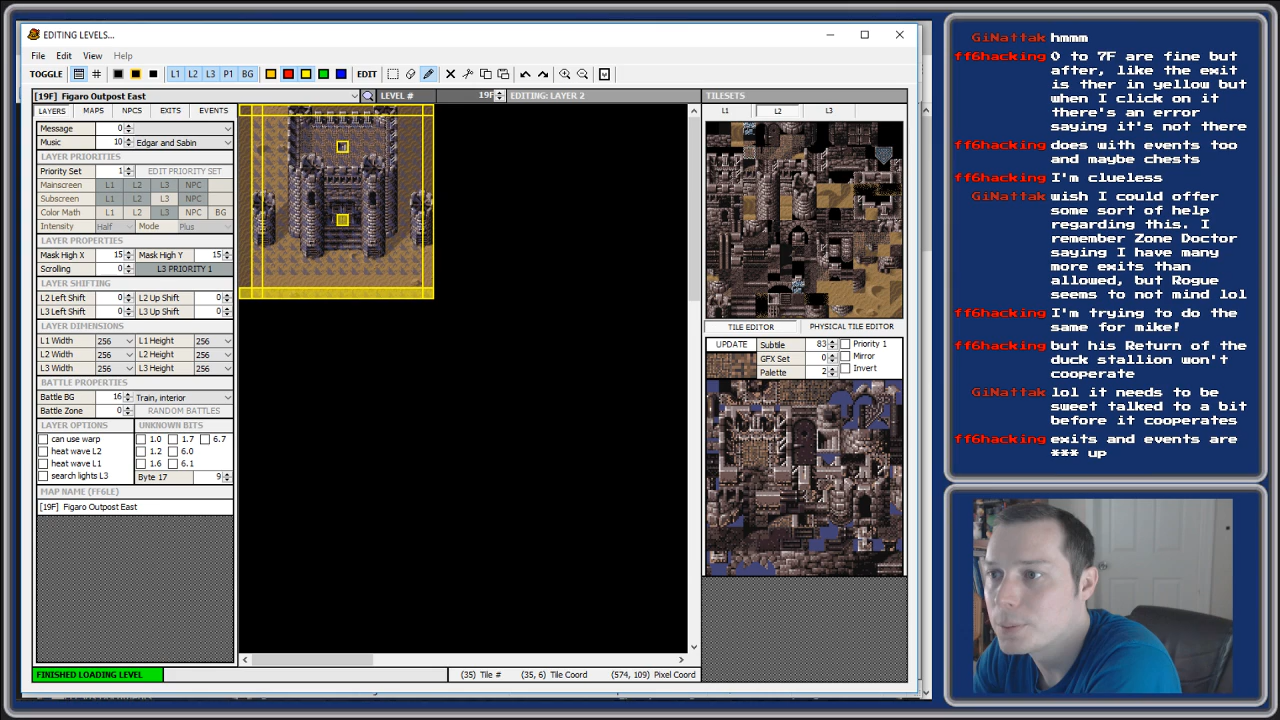 EDITING LEVELS...
File Edit View Help
TOGGLE L1 L2 L3 P1 BG EDIT
[19F] Figaro Outpost East LEVEL # 19F EDITING: LAYER 2 TILESETS
LAYERS MAPS NPCS EXITS EVENTS
L1 L2 L3
Message 0
Music 10 Edgar and Sabin
LAYER PRIORITIES
Priority Set 1 EDIT PRIORITY SET
Mainscreen L1 L2 L3 NPC
Subscreen L1 L2 L3 NPC
Color Math L1 L2 L3 NPC BG
Intensity Half Mode Plus
LAYER PROPERTIES
Mask High X 15 Mask High Y 15
Scrolling 0 L3 PRIORITY 1
LAYER SHIFTING
L2 Left Shift 0 L2 Up Shift 0
L3 Left Shift 0 L3 Up Shift 0
LAYER DIMENSIONS
L1 Width 256 L1 Height 256
L2 Width 256 L2 Height 256
L3 Width 256 L3 Height 256
BATTLE PROPERTIES
Battle BG 16 Train, interior
Battle Zone 0 RANDOM BATTLES
LAYER OPTIONS UNKNOWN BITS
can use warp 1.0 1.7 6.7
heat wave L2 1.2 6.0
heat wave L1 1.6 6.1
search lights L3 Byte 17 9
MAP NAME (FF6LE)
[19F] Figaro Outpost East
TILE EDITOR PHYSICAL TILE EDITOR
UPDATE Subtile 83 Priority 1
GFX Set 0 Mirror
Palette 2 Invert
FINISHED LOADING LEVEL (35) Tile # (35, 6) Tile Coord (574, 109) Pixel Coord
GiNattak hmmm
ff6hacking 0 to 7F are fine but
after, like the exit
is ther in yellow but
when I click on it
there's an error
saying it's not there
ff6hacking does with events too
and maybe chests
ff6hacking I'm clueless
GiNattak wish I could offer
some sort of help
regarding this. I
remember Zone Doctor
saying I have many
more exits than
allowed, but Rogue
seems to not mind lol
ff6hacking I'm trying to do the
same for mike!
ff6hacking but his Return of the
duck stallion won't
cooperate
GiNattak lol it needs to be
sweet talked to a bit
before it cooperates
ff6hacking exits and events are
*** up